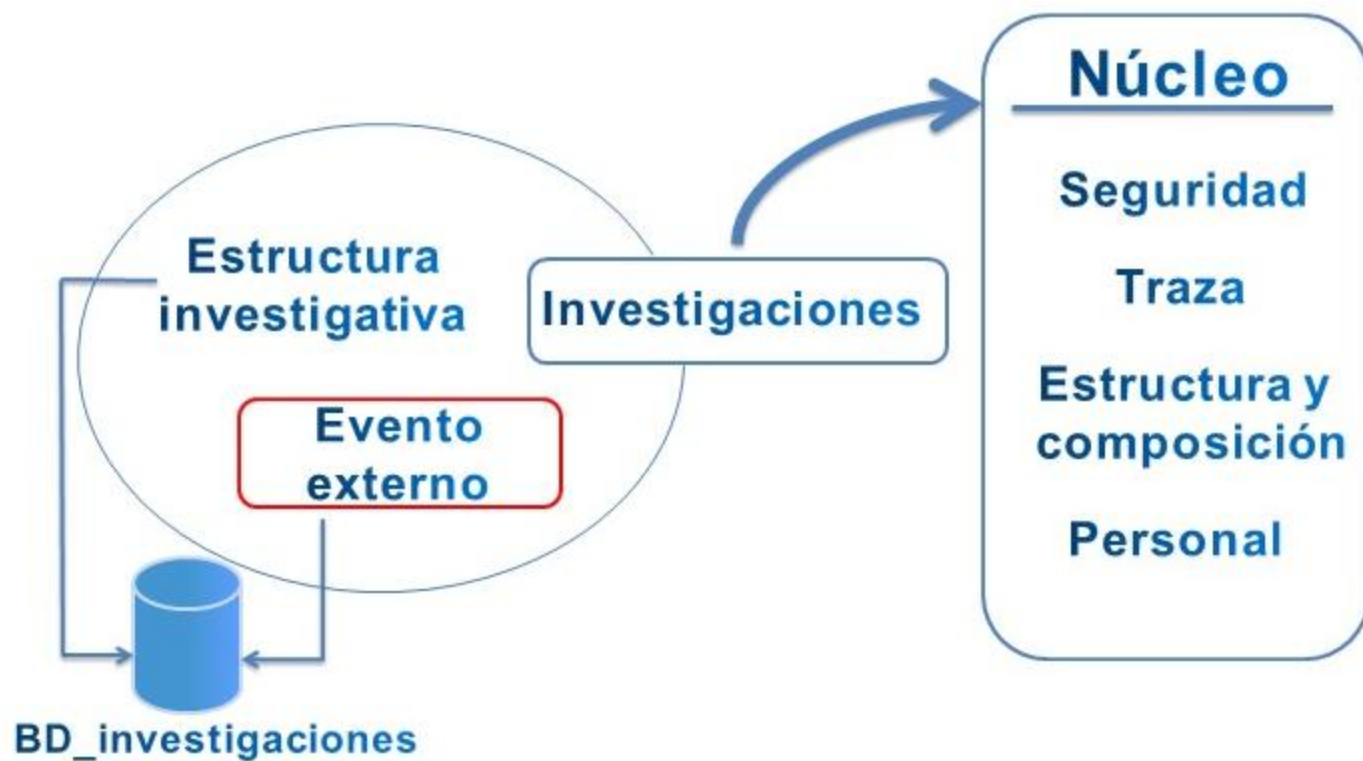 Núcleo
Seguridad
Traza
Estructura y
composición
Personal
Estructura
investigativa
Investigaciones
Evento
externo
BD_investigaciones